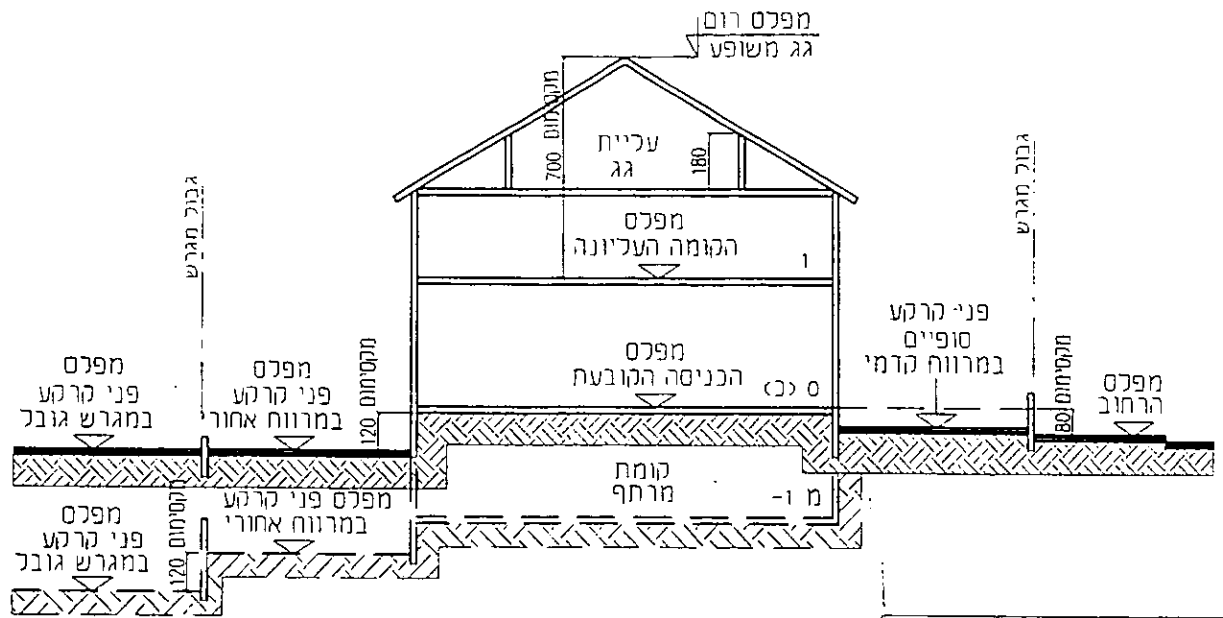 מפלס רום
גג משופע
מקסימום 700
עליית
גג
180
גבול מגרש
גבול מגרש
מפלס
הקומה העליונה
1
פני קרקע
סופיים
במרווח קדמי
מפלס
הרחוב
מקסימום 80
מפלס
הכניסה הקובעת
0 (כ)
מקסימום 120
מפלס
פני קרקע
במרווח אחורי
מפלס
פני קרקע
במגרש גובל
קומת
מרתף
מ 1-
מפלס פני קרקע
במרווח אחורי
מקסימום 120
מפלס
פני קרקע
במגרש גובל